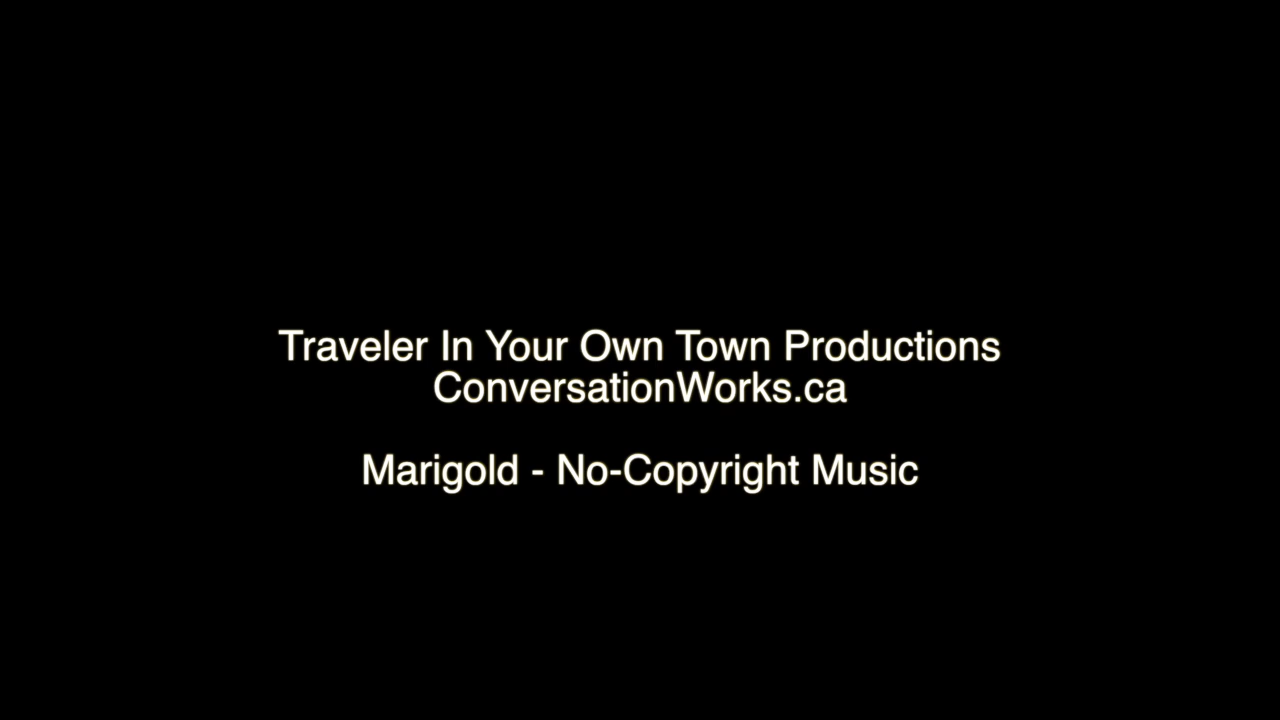 Traveler In Your Own Town Productions
ConversationWorks.ca
Marigold - No-Copyright Music